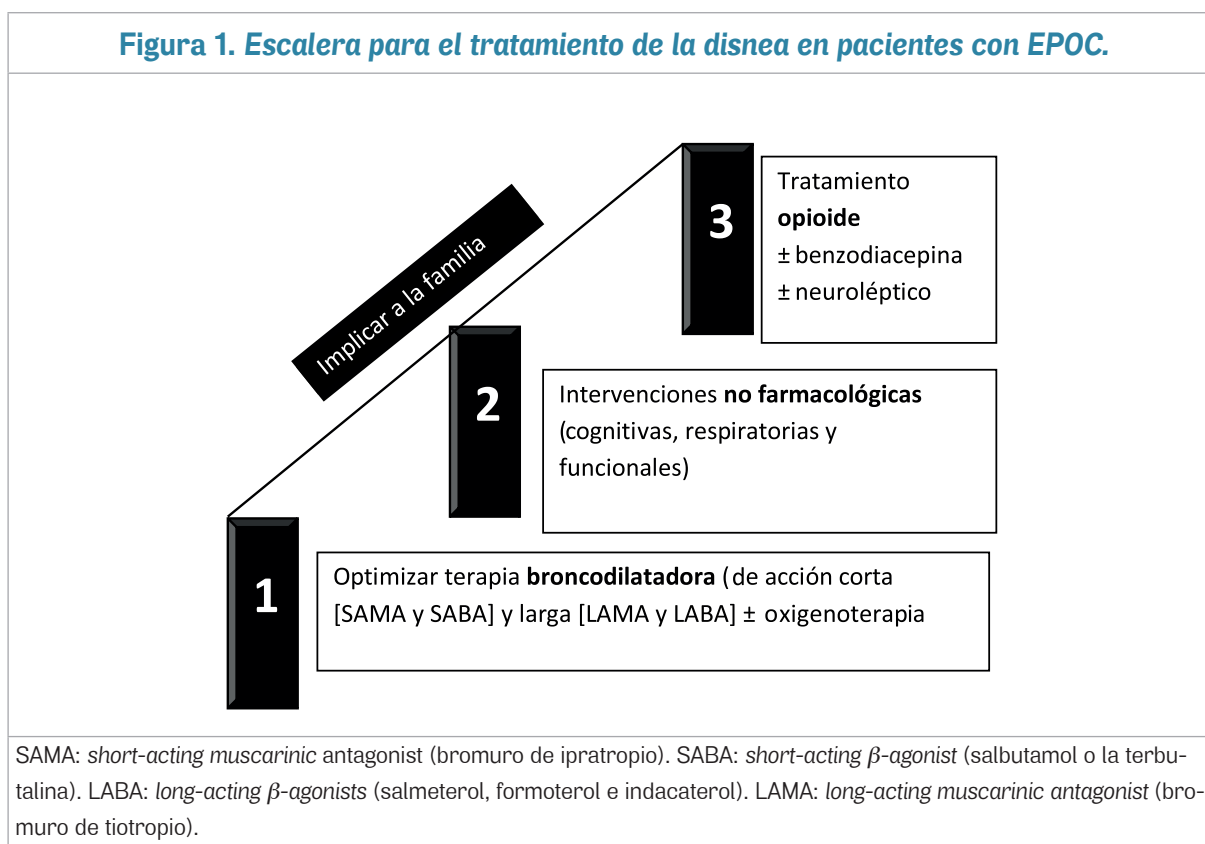 Figura 1. Escalera para el tratamiento de la disnea en pacientes con EPOC.
Implicar a la familia
3
Tratamiento
opioide
± benzodiacepina
± neuroléptico
2
Intervenciones no farmacológicas
(cognitivas, respiratorias y
funcionales)
1
Optimizar terapia broncodilatadora (de acción corta
[SAMA y SABA] y larga [LAMA y LABA] ± oxigenoterapia
SAMA: short-acting muscarinic antagonist (bromuro de ipratropio). SABA: short-acting β-agonist (salbutamol o la terbu-
talina). LABA: long-acting β-agonists (salmeterol, formoterol e indacaterol). LAMA: long-acting muscarinic antagonist (bro-
muro de tiotropio).